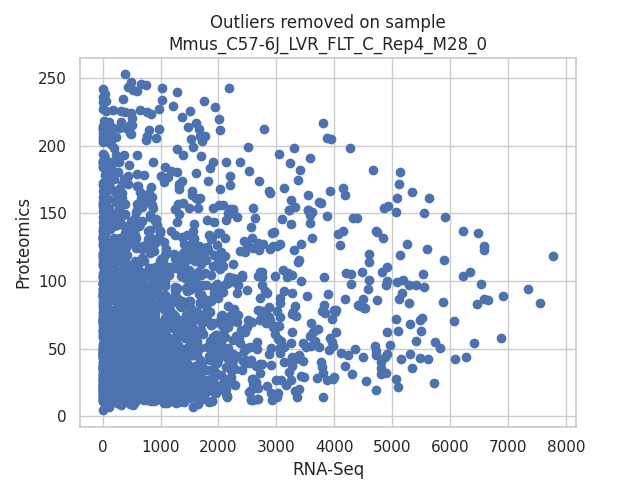 Outliers removed on sample
Mmus_C57-6J_LVR_FLT_C_Rep4_M28_0
250
200
150
100
50
0
Proteomics
0 1000 2000 3000 4000 5000 6000 7000 8000
RNA-Seq